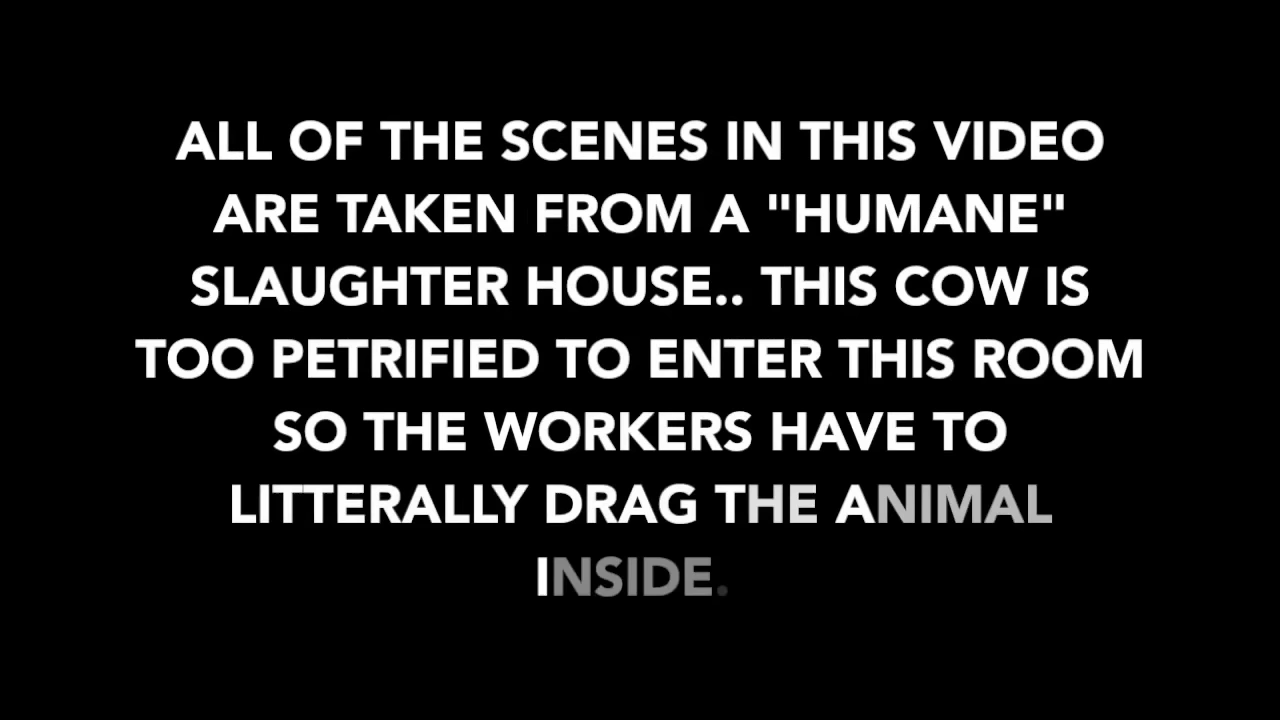 ALL OF THE SCENES IN THIS VIDEO
ARE TAKEN FROM A "HUMANE"
SLAUGHTER HOUSE.. THIS COW IS
TOO PETRIFIED TO ENTER THIS ROOM
SO THE WORKERS HAVE TO
LITTERALLY DRAG THE ANIMAL
INSIDE.